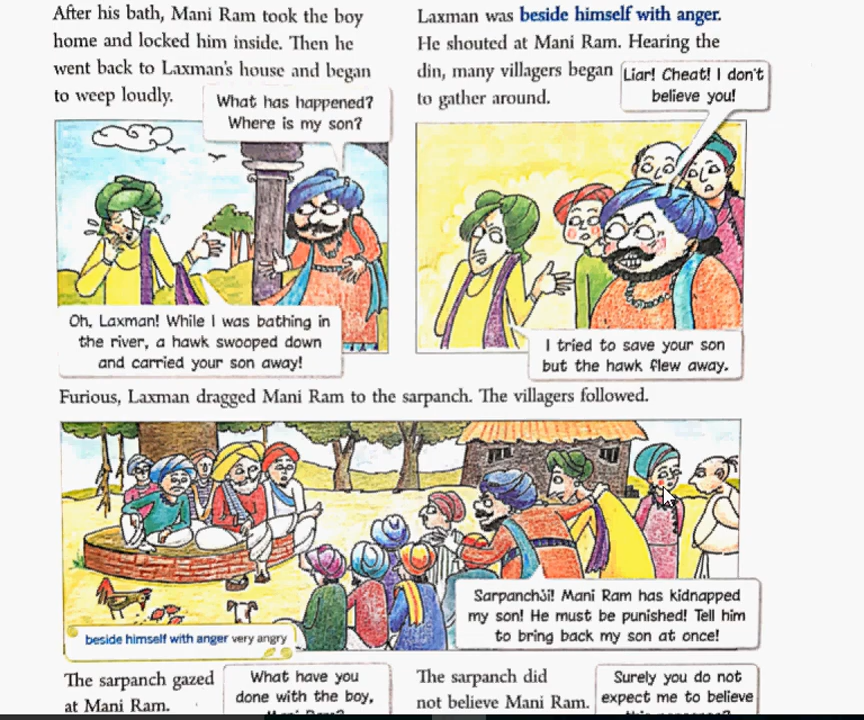 After his bath, Mani Ram took the boy
home and locked him inside. Then he
went back to Laxman's house and began
to weep loudly.
What has happened?
Where is my son?
Oh, Laxman! While I was bathing in
the river, a hawk swooped down
and carried your son away!
Laxman was beside himself with anger.
He shouted at Mani Ram. Hearing the
din, many villagers began
to gather around.
Liar! Cheat! I don't
believe you!
I tried to save your son
but the hawk flew away.
Furious, Laxman dragged Mani Ram to the sarpanch. The villagers followed.
Sarpanchji! Mani Ram has kidnapped
my son! He must be punished! Tell him
to bring back my son at once!
beside himself with anger very angry
The sarpanch gazed
at Mani Ram.
What have you
done with the boy,
Mani Ram?
The sarpanch did
not believe Mani Ram.
Surely you do not
expect me to believe
this nonsense?